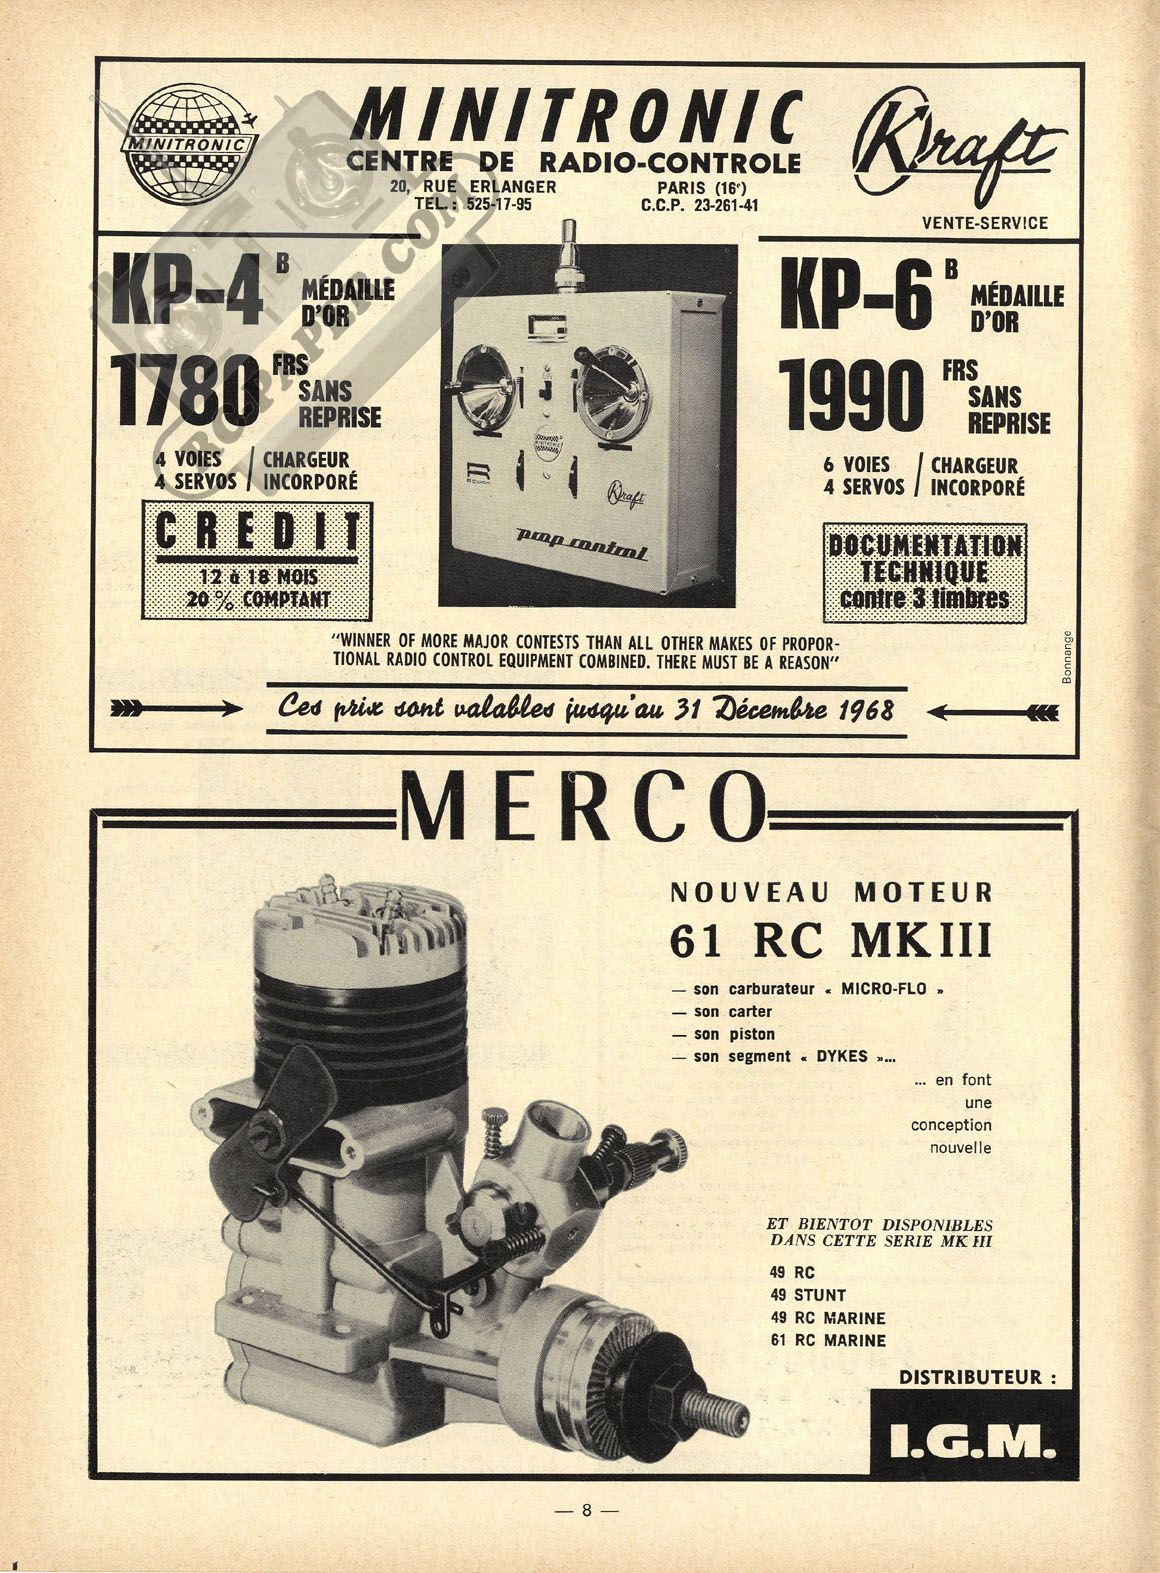 MINITRONIC
MINITRONIC
CENTRE DE RADIO-CONTROLE
20, RUE ERLANGER PARIS (16e)
TEL. : 525-17-95 C.C.P. 23-261-41
Kraft
VENTE-SERVICE
RCPAPER.COM
KP-4 B MÉDAILLE
D'OR
1780 FRS
SANS
REPRISE
4 VOIES / CHARGEUR
4 SERVOS / INCORPORÉ
CREDIT
12 à 18 MOIS
20 % COMPTANT
MINITRONIC
Kraft
prop control
KP-6 B MÉDAILLE
D'OR
1990 FRS
SANS
REPRISE
6 VOIES / CHARGEUR
4 SERVOS / INCORPORÉ
DOCUMENTATION
TECHNIQUE
contre 3 timbres
"WINNER OF MORE MAJOR CONTESTS THAN ALL OTHER MAKES OF PROPOR-
TIONAL RADIO CONTROL EQUIPMENT COMBINED. THERE MUST BE A REASON"
Bonnange
Ces prix sont valables jusqu'au 31 Décembre 1968
MERCO
NOUVEAU MOTEUR
61 RC MK III
— son carburateur « MICRO-FLO »
— son carter
— son piston
— son segment « DYKES »...
... en font
une
conception
nouvelle
ET BIENTOT DISPONIBLES
DANS CETTE SERIE MK III
49 RC
49 STUNT
49 RC MARINE
61 RC MARINE
DISTRIBUTEUR :
I.G.M.
— 8 —